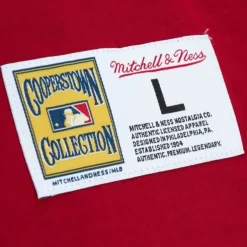 COOPERSTOWN
COLLECTION
MITCHELLANDNESS/MLB
Mitchell & Ness
L
MITCHELL & NESS NOSTALGIA CO.
AUTHENTIC LICENSED APPAREL
DESIGNED IN PHILADELPHIA, PA.
ESTABLISHED 1904
AUTHENTIC. PREMIUM. LEGENDARY.